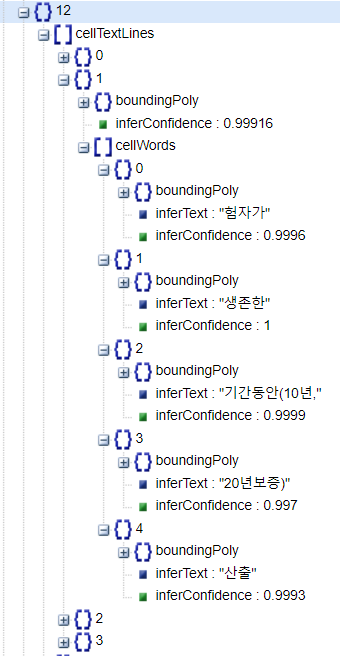 12
cellTextLines
0
1
boundingPoly
inferConfidence : 0.99916
cellWords
0
boundingPoly
inferText : "험자가"
inferConfidence : 0.9996
1
boundingPoly
inferText : "생존한"
inferConfidence : 1
2
boundingPoly
inferText : "기간동안(10년,"
inferConfidence : 0.9999
3
boundingPoly
inferText : "20년보증)"
inferConfidence : 0.997
4
boundingPoly
inferText : "산출"
inferConfidence : 0.9993
2
3